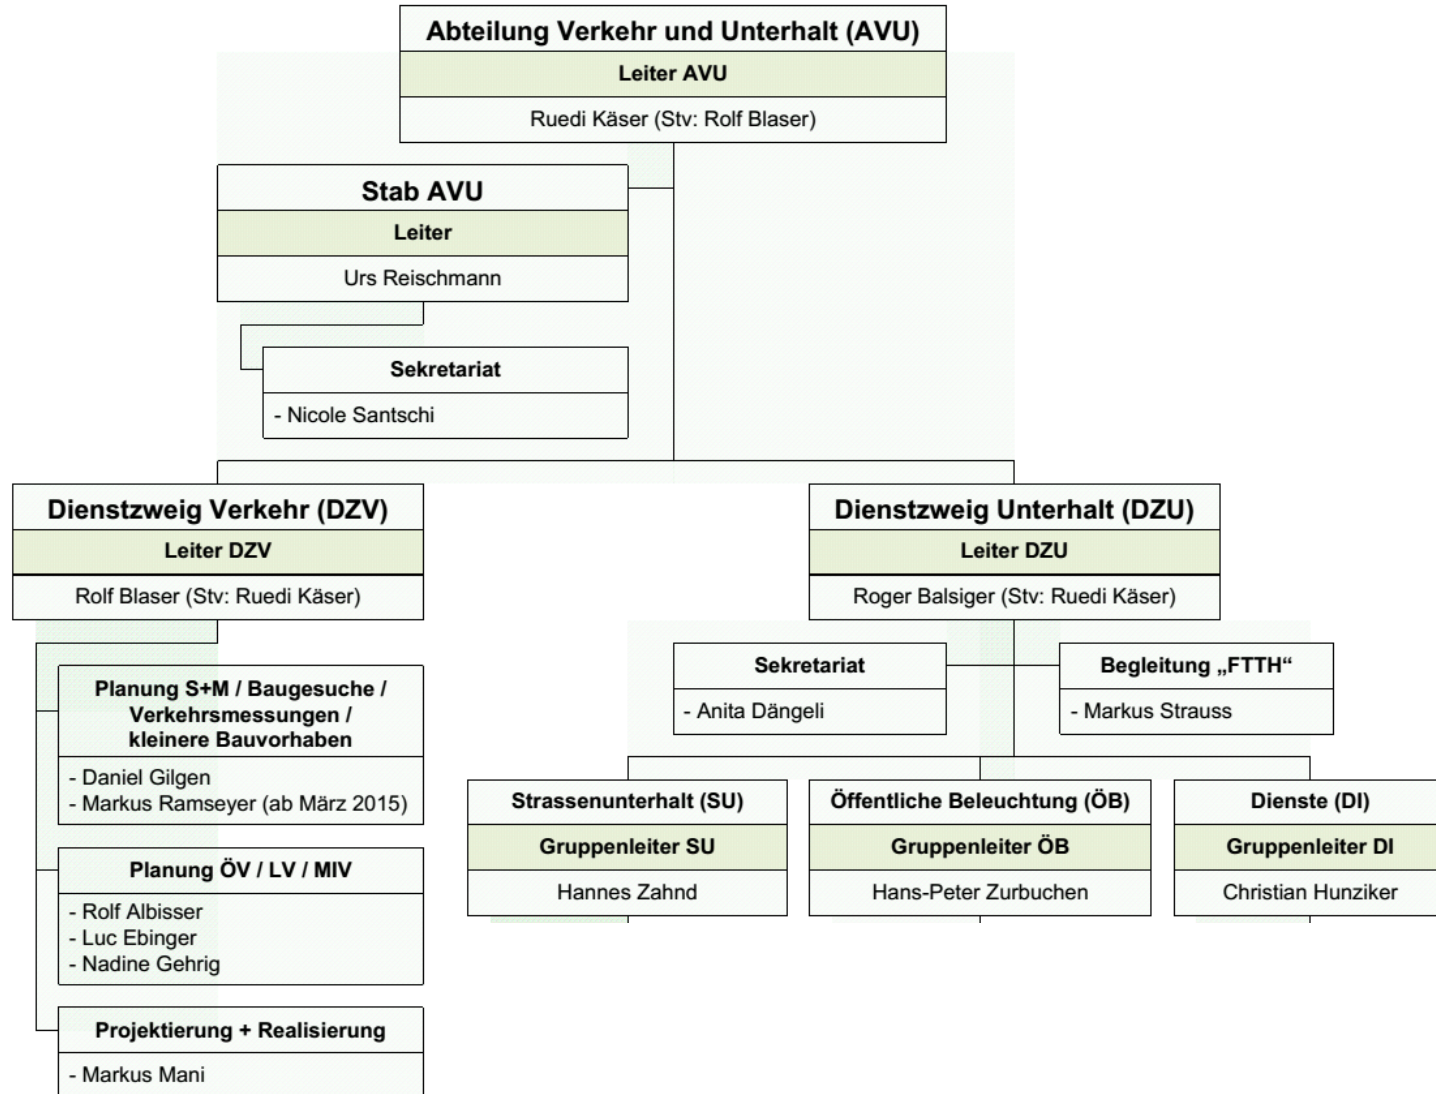 Abteilung Verkehr und Unterhalt (AVU)
Leiter AVU
Ruedi Käser (Stv: Rolf Blaser)
Stab AVU
Leiter
Urs Reischmann
Sekretariat
- Nicole Santschi
Dienstzweig Verkehr (DZV)
Leiter DZV
Rolf Blaser (Stv: Ruedi Käser)
Planung S+M / Baugesuche /
Verkehrsmessungen /
kleinere Bauvorhaben
- Daniel Gilgen
- Markus Ramseyer (ab März 2015)
Planung ÖV / LV / MIV
- Rolf Albisser
- Luc Ebinger
- Nadine Gehrig
Projektierung + Realisierung
- Markus Mani
Dienstzweig Unterhalt (DZU)
Leiter DZU
Roger Balsiger (Stv: Ruedi Käser)
Sekretariat
- Anita Dängeli
Begleitung „FTTH“
- Markus Strauss
Strassenunterhalt (SU)
Gruppenleiter SU
Hannes Zahnd
Öffentliche Beleuchtung (ÖB)
Gruppenleiter ÖB
Hans-Peter Zurbuchen
Dienste (DI)
Gruppenleiter DI
Christian Hunziker